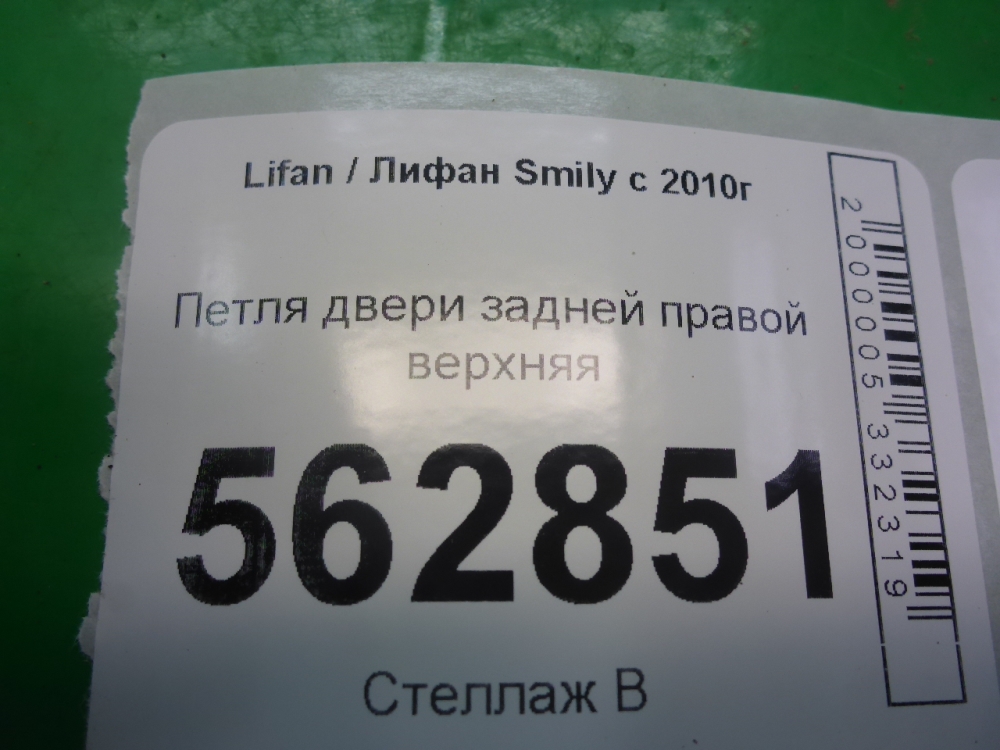 Lifan / Лифан Smily с 2010г
Петля двери задней правой
верхняя
562851
Стеллаж В
2000005332319